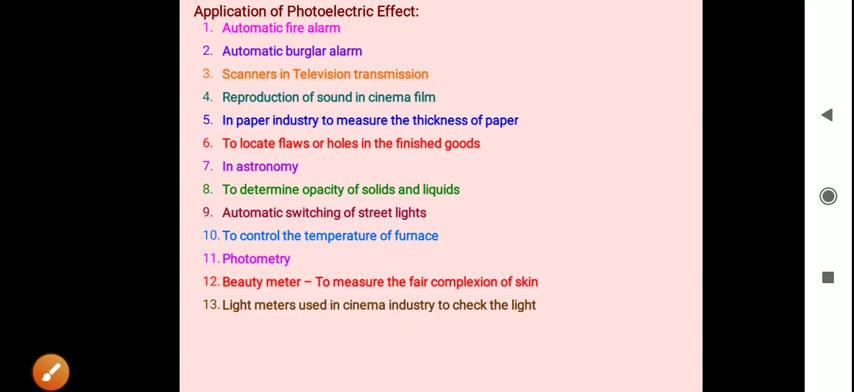 Application of Photoelectric Effect:
1. Automatic fire alarm
2. Automatic burglar alarm
3. Scanners in Television transmission
4. Reproduction of sound in cinema film
5. In paper industry to measure the thickness of paper
6. To locate flaws or holes in the finished goods
7. In astronomy
8. To determine opacity of solids and liquids
9. Automatic switching of street lights
10. To control the temperature of furnace
11. Photometry
12. Beauty meter – To measure the fair complexion of skin
13. Light meters used in cinema industry to check the light